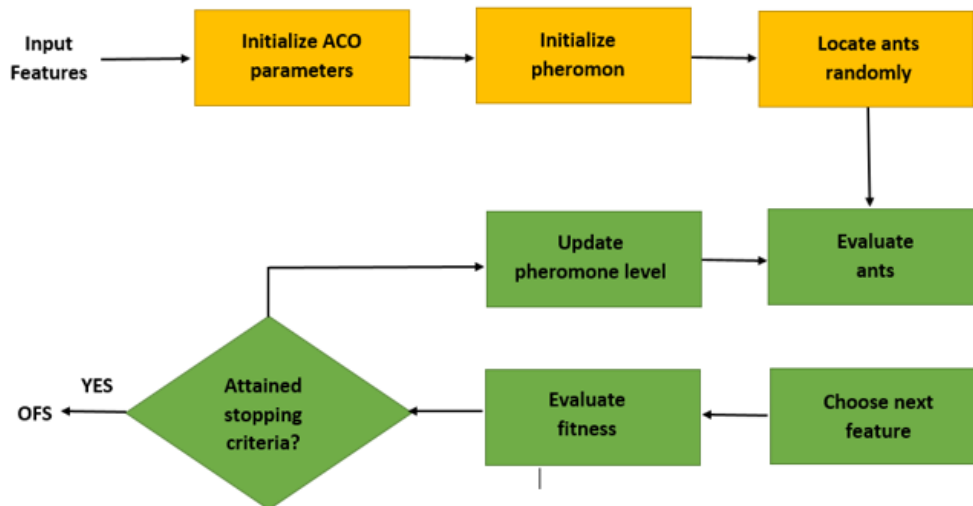 Input
Features
Initialize ACO
parameters
Initialize
pheromon
Locate ants
randomly
Update
pheromone level
Evaluate
ants
YES
OFS
Attained
stopping
criteria?
Evaluate
fitness
Choose next
feature